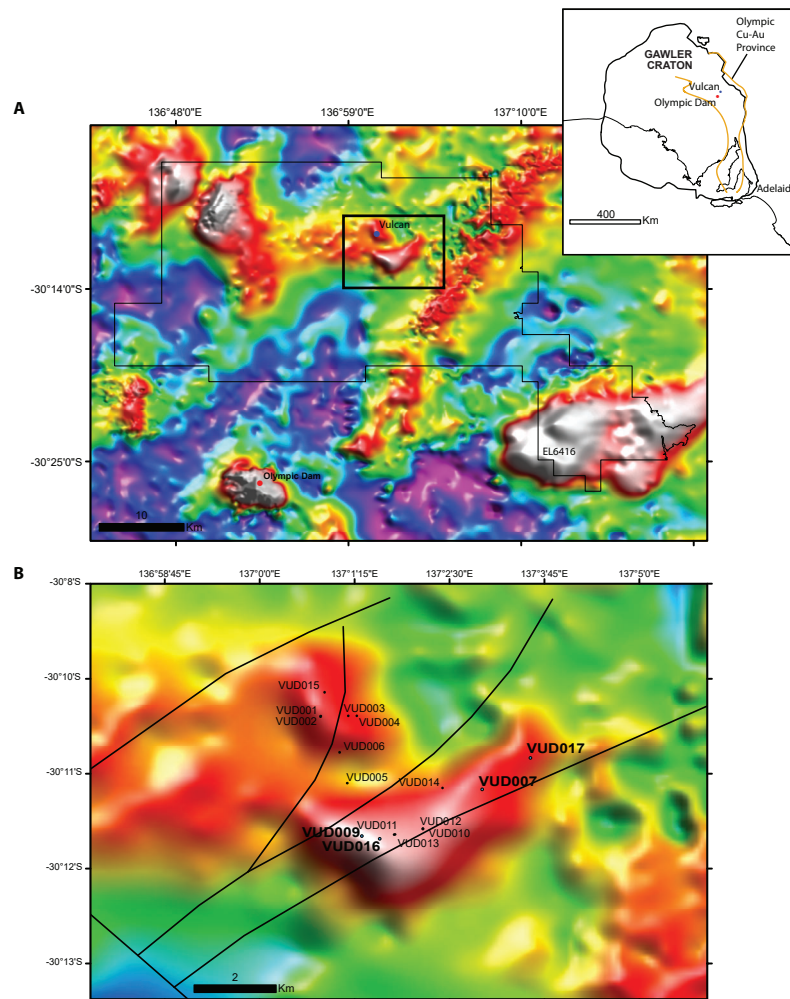 Olympic
Cu-Au
Province
GAWLER
CRATON
Vulcan
Olympic Dam
Adelaid
400
Km
A
136°48'0"E
136°59'0"E
137°10'0"E
Vulcan
-30°14'0"S
-30°25'0"S
EL6416
Olympic Dam
10
Km
B
136°58'45"E
137°0'0"E
137°1'15"E
137°2'30"E
137°3'45"E
137°5'0"E
-30°8'S
-30°10'S
-30°11'S
-30°12'S
-30°13'S
VUD015
VUD001
VUD002
VUD003
VUD004
VUD006
VUD005
VUD014
VUD017
VUD007
VUD011
VUD009
VUD016
VUD012
VUD010
VUD013
2
Km